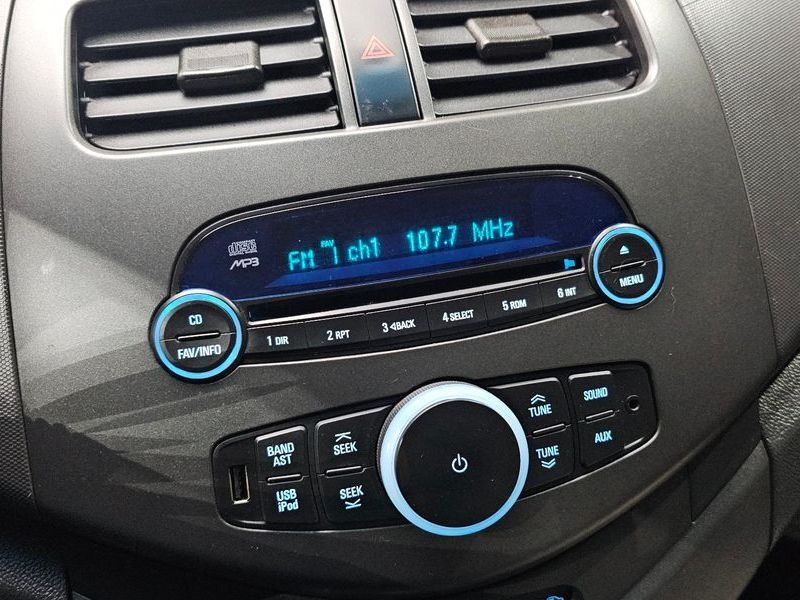 disc
MP3
FAV
FM 1 ch1 107.7 MHz
MENU
CD
FAV/INFO
1 DIR
2 RPT
3 ◁BACK
4 SELECT
5 RDM
6 INT
BAND
AST
SEEK
TUNE
SOUND
USB
iPod
SEEK
TUNE
AUX